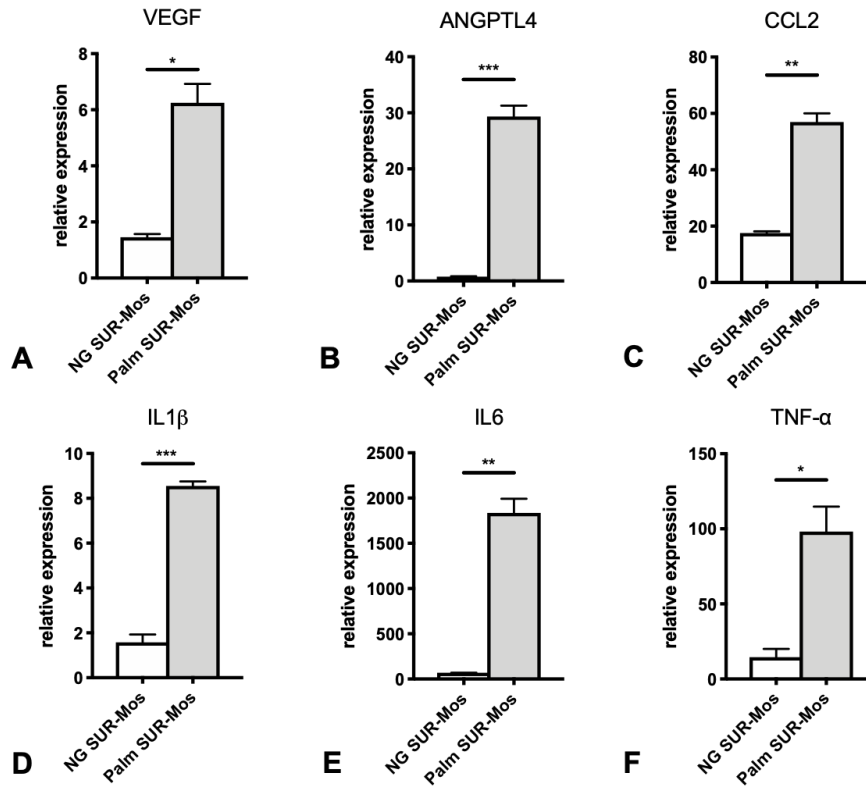 VEGF
8
6
4
2
0
relative expression
*
NG SUR-Mos
Palm SUR-Mos
A
ANGPTL4
40
30
20
10
0
relative expression
***
NG SUR-Mos
Palm SUR-Mos
B
CCL2
80
60
40
20
0
relative expression
**
NG SUR-Mos
Palm SUR-Mos
C
IL1β
10
8
6
4
2
0
relative expression
***
NG SUR-Mos
Palm SUR-Mos
D
IL6
2500
2000
1500
1000
500
0
relative expression
**
NG SUR-Mos
Palm SUR-Mos
E
TNF-α
150
100
50
0
relative expression
*
NG SUR-Mos
Palm SUR-Mos
F